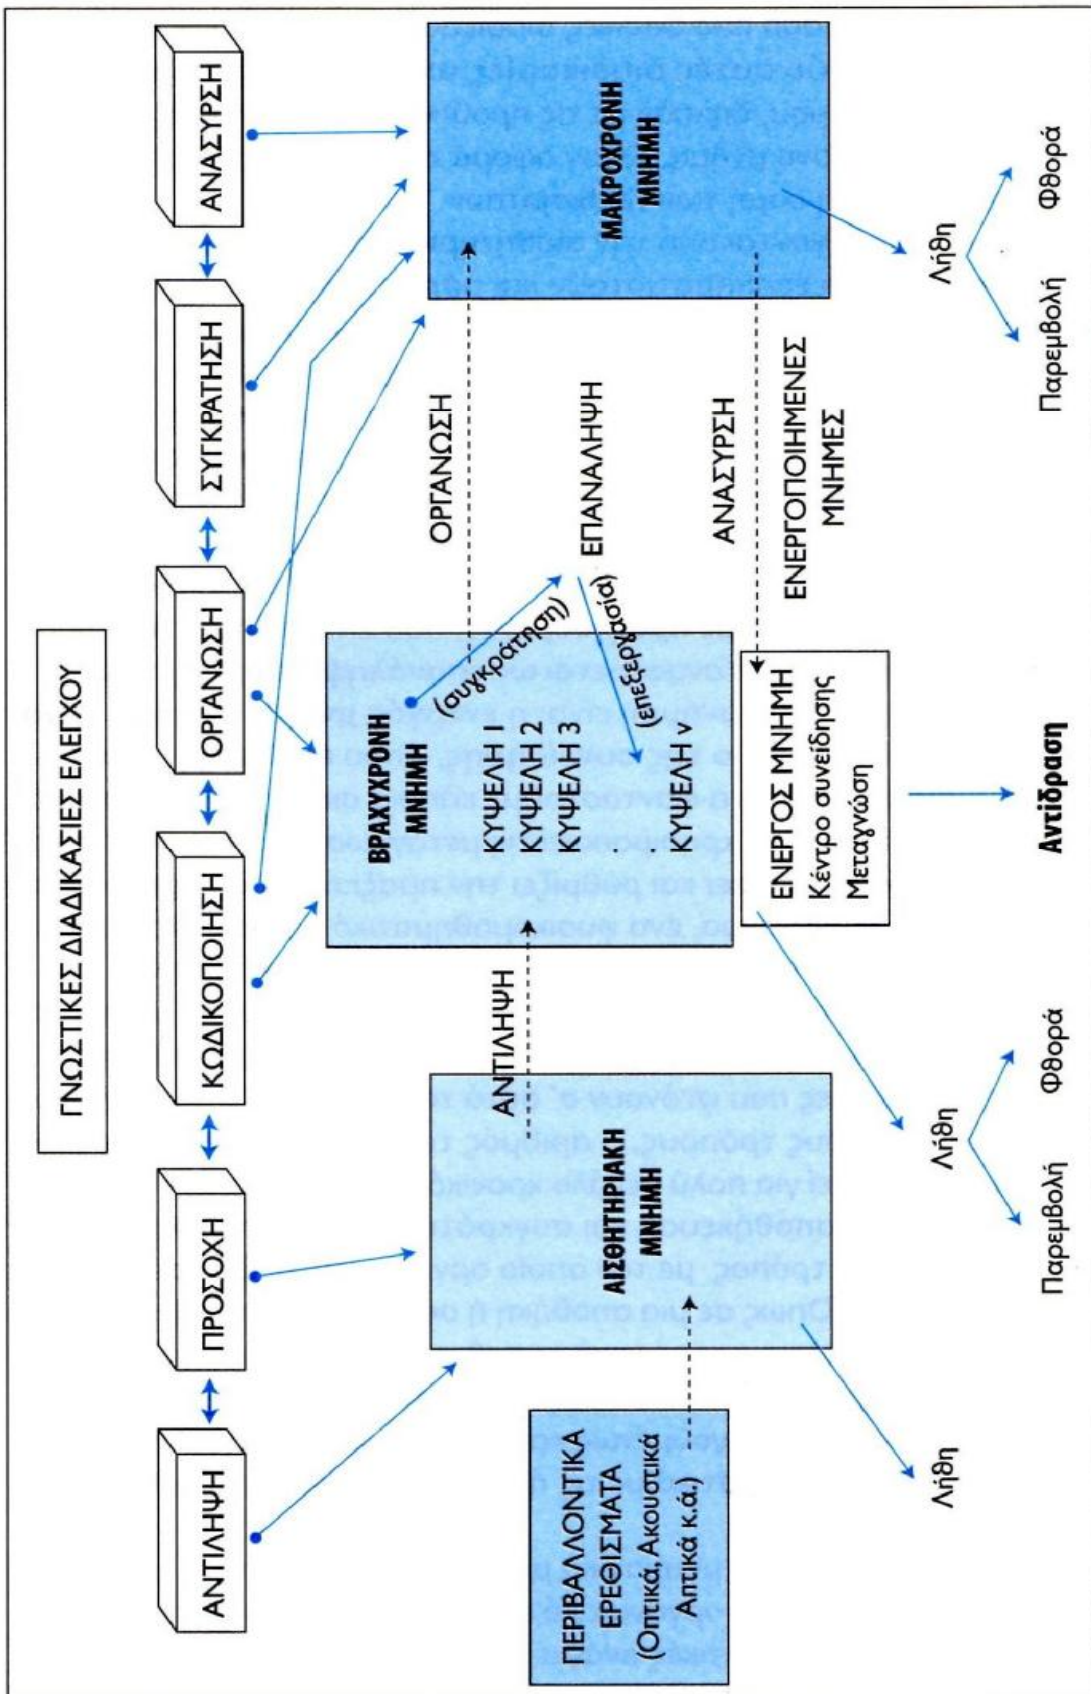 ΓΝΩΣΤΙΚΕΣ ΔΙΑΔΙΚΑΣΙΕΣ ΕΛΕΓΧΟΥ
ΑΝΤΙΛΗΨΗ
ΠΡΟΣΟΧΗ
ΚΩΔΙΚΟΠΟΙΗΣΗ
ΟΡΓΑΝΩΣΗ
ΣΥΓΚΡΑΤΗΣΗ
ΑΝΑΣΥΡΣΗ
ΠΕΡΙΒΑΛΛΟΝΤΙΚΑ
ΕΡΕΘΙΣΜΑΤΑ
(Οπτικά, Ακουστικά
Απτικά κ.ά.)
ΑΙΣΘΗΤΗΡΙΑΚΗ
ΜΝΗΜΗ
ΑΝΤΙΛΗΨΗ
ΒΡΑΧΥΧΡΟΝΗ
ΜΝΗΜΗ
ΚΥΨΕΛΗ 1
ΚΥΨΕΛΗ 2
ΚΥΨΕΛΗ 3
ΚΥΨΕΛΗ ν
(συγκράτηση)
ΕΠΑΝΑΛΗΨΗ
(επεξεργασία)
ΟΡΓΑΝΩΣΗ
ΜΑΚΡΟΧΡΟΝΗ
ΜΝΗΜΗ
ΑΝΑΣΥΡΣΗ
ΕΝΕΡΓΟΠΟΙΗΜΕΝΕΣ
ΜΝΗΜΕΣ
ΕΝΕΡΓΟΣ ΜΝΗΜΗ
Κέντρο συνείδησης
Μεταγνώση
Λήθη
Λήθη
Παρεμβολή
Φθορά
Αντίδραση
Λήθη
Παρεμβολή
Φθορά